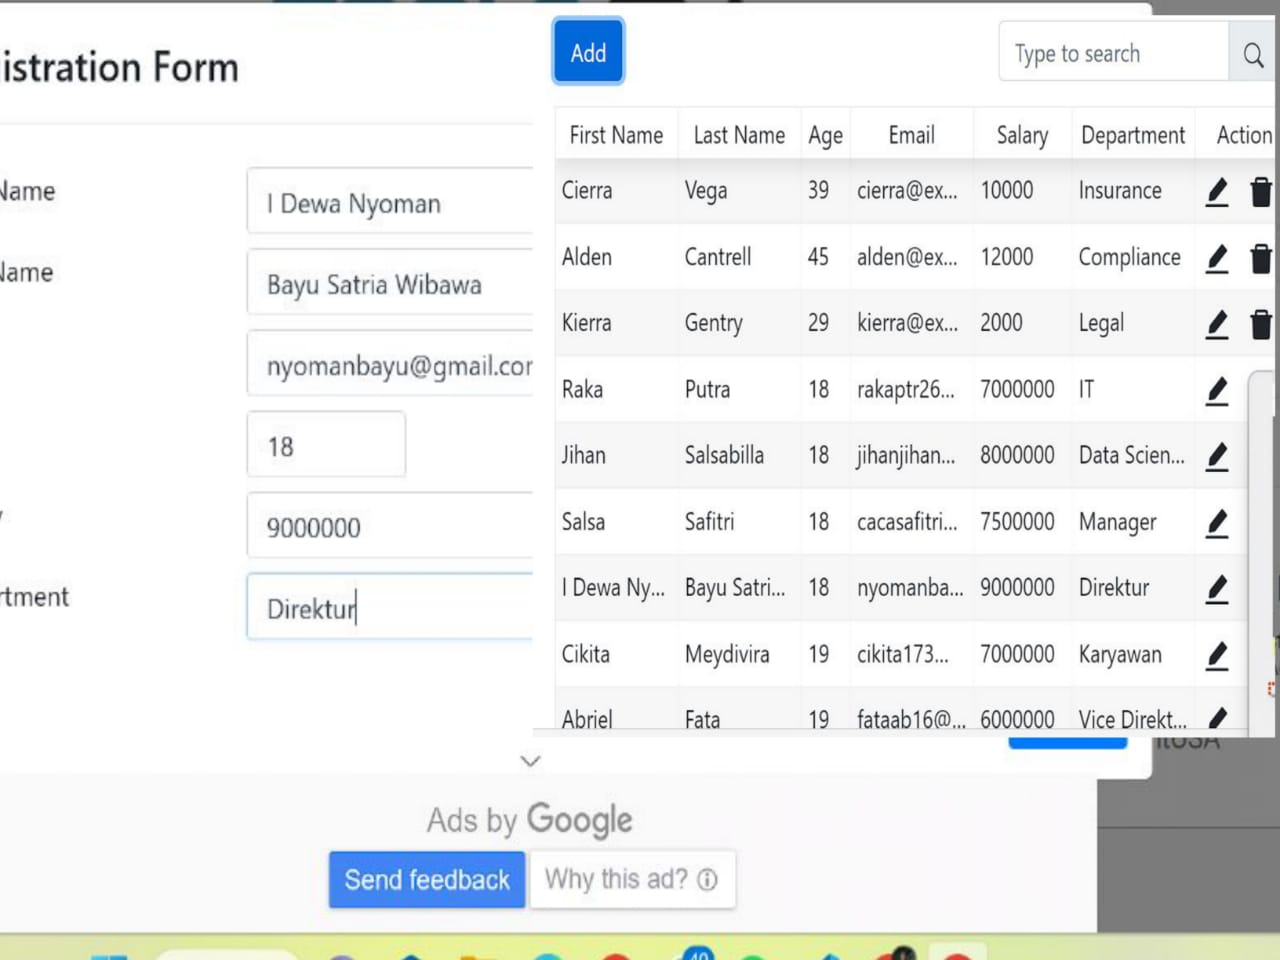 istration Form
Name
I Dewa Nyoman
Name
Bayu Satria Wibawa
nyomanbayu@gmail.cor
18
9000000
rtment
Direktur
Add
Type to search
First Name Last Name Age Email Salary Department Action
Cierra Vega 39 cierra@ex... 10000 Insurance
Alden Cantrell 45 alden@ex... 12000 Compliance
Kierra Gentry 29 kierra@ex... 2000 Legal
Raka Putra 18 rakaptr26... 7000000 IT
Jihan Salsabilla 18 jihanjihan... 8000000 Data Scien...
Salsa Safitri 18 cacasafitri... 7500000 Manager
I Dewa Ny... Bayu Satri... 18 nyomanba... 9000000 Direktur
Cikita Meydivira 19 cikita173... 7000000 Karyawan
Abriel Fata 19 fataab16@... 6000000 Vice Direkt...
Ads by Google
Send feedback
Why this ad?
40